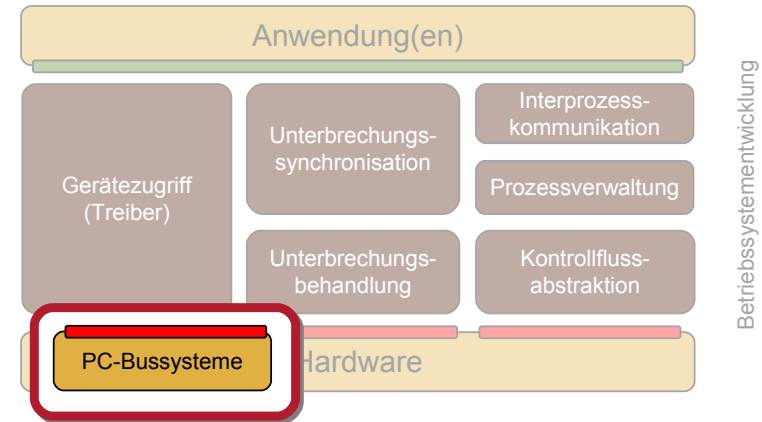 Anwendung(en)
Gerätezugriff
(Treiber)
Unterbrechungs-
synchronisation
Unterbrechungs-
behandlung
Interprozess-
kommunikation
Prozessverwaltung
Kontrollfluss-
abstraktion
PC-Bussysteme
Hardware
Betriebssystementwicklung